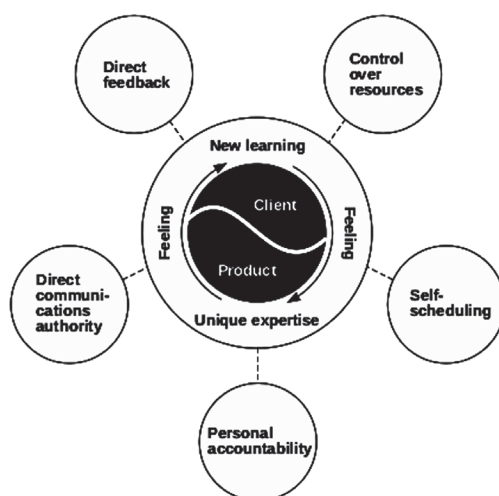 Direct
feedback
Control
over
resources
New learning
Feeling
Client
Feeling
Product
Unique expertise
Direct
communi-
cations
authority
Self-
scheduling
Personal
accountability